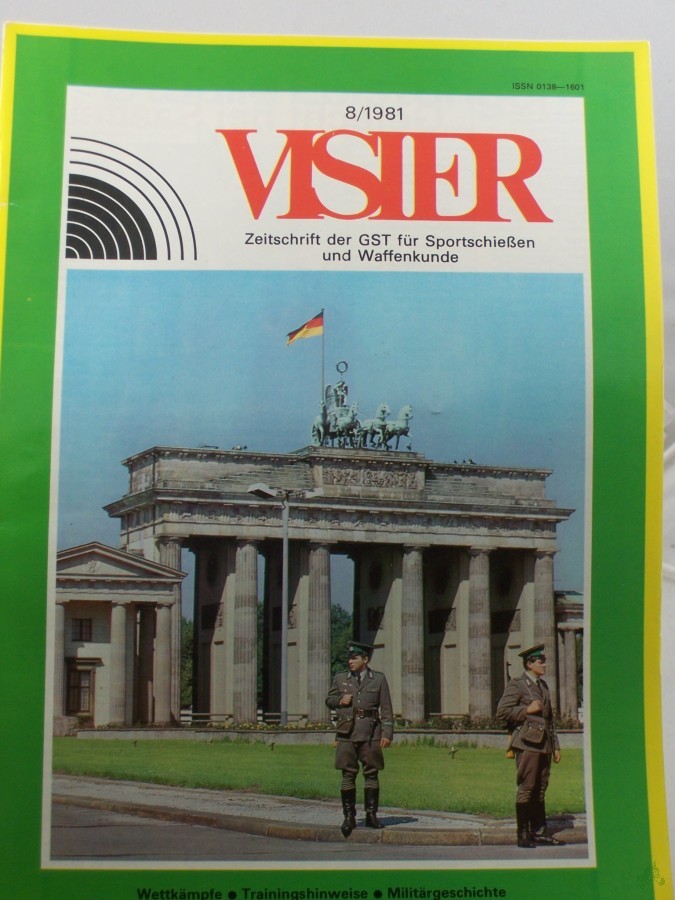 ISSN 0138—1601
8/1981
VISIER
Zeitschrift der GST für Sportschießen
und Waffenkunde
Wettkämpfe ● Trainingshinweise ● Militärgeschichte